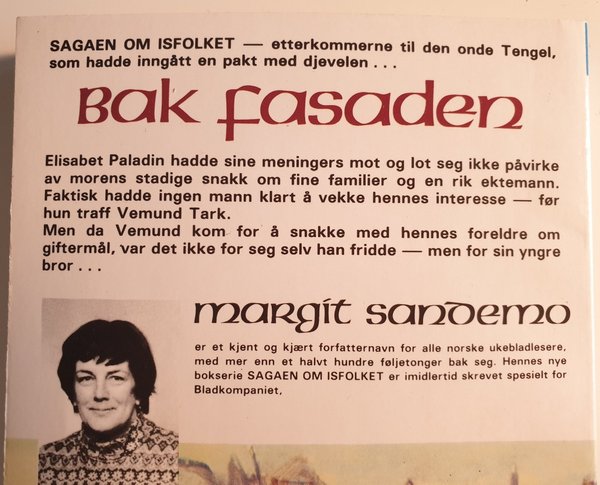 SAGAEN OM ISFOLKET — etterkommerne til den onde Tengel,
som hadde inngått en pakt med djevelen . . .
Bak fasaden
Elisabet Paladin hadde sine meningers mot og lot seg ikke påvirke
av morens stadige snakk om fine familier og en rik ektemann.
Faktisk hadde ingen mann klart å vekke hennes interesse — før
hun traff Vemund Tark.
Men da Vemund kom for å snakke med hennes foreldre om
giftermål, var det ikke for seg selv han fridde — men for sin yngre
bror . . .
margit sandemo
er et kjent og kjært forfatternavn for alle norske ukebladlesere,
med mer enn et halvt hundre føljetonger bak seg. Hennes nye
bokserie SAGAEN OM ISFOLKET er imidlertid skrevet spesielt for
Bladkompaniet,